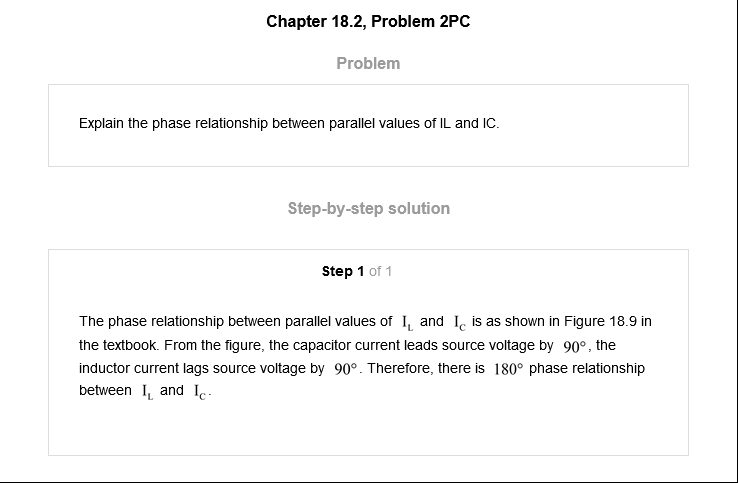 Chapter 18.2, Problem 2PC
Problem
Explain the phase relationship between parallel values of IL and IC.
Step-by-step solution
Step 1 of 1
The phase relationship between parallel values of I_L and I_C is as shown in Figure 18.9 in
the textbook. From the figure, the capacitor current leads source voltage by 90°, the
inductor current lags source voltage by 90°. Therefore, there is 180° phase relationship
between I_L and I_C.